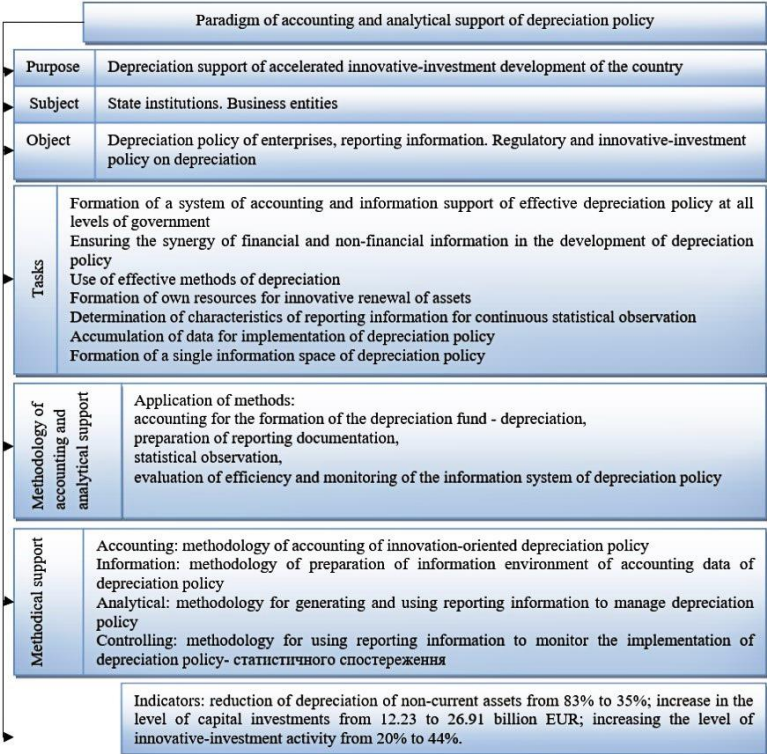 Paradigm of accounting and analytical support of depreciation policy
Purpose
Depreciation support of accelerated innovative-investment development of the country
Subject
State institutions. Business entities
Object
Depreciation policy of enterprises, reporting information. Regulatory and innovative-investment
policy on depreciation
Tasks
Formation of a system of accounting and information support of effective depreciation policy at all
levels of government
Ensuring the synergy of financial and non-financial information in the development of depreciation
policy
Use of effective methods of depreciation
Formation of own resources for innovative renewal of assets
Determination of characteristics of reporting information for continuous statistical observation
Accumulation of data for implementation of depreciation policy
Formation of a single information space of depreciation policy
Methodology of
accounting and
analytical support
Application of methods:
accounting for the formation of the depreciation fund - depreciation,
preparation of reporting documentation,
statistical observation,
evaluation of efficiency and monitoring of the information system of depreciation policy
Methodical support
Accounting: methodology of accounting of innovation-oriented depreciation policy
Information: methodology of preparation of information environment of accounting data of
depreciation policy
Analytical: methodology for generating and using reporting information to manage depreciation
policy
Controlling: methodology for using reporting information to monitor the implementation of
depreciation policy- статистичного спостереження
Indicators: reduction of depreciation of non-current assets from 83% to 35%; increase in the
level of capital investments from 12.23 to 26.91 billion EUR; increasing the level of
innovative-investment activity from 20% to 44%.